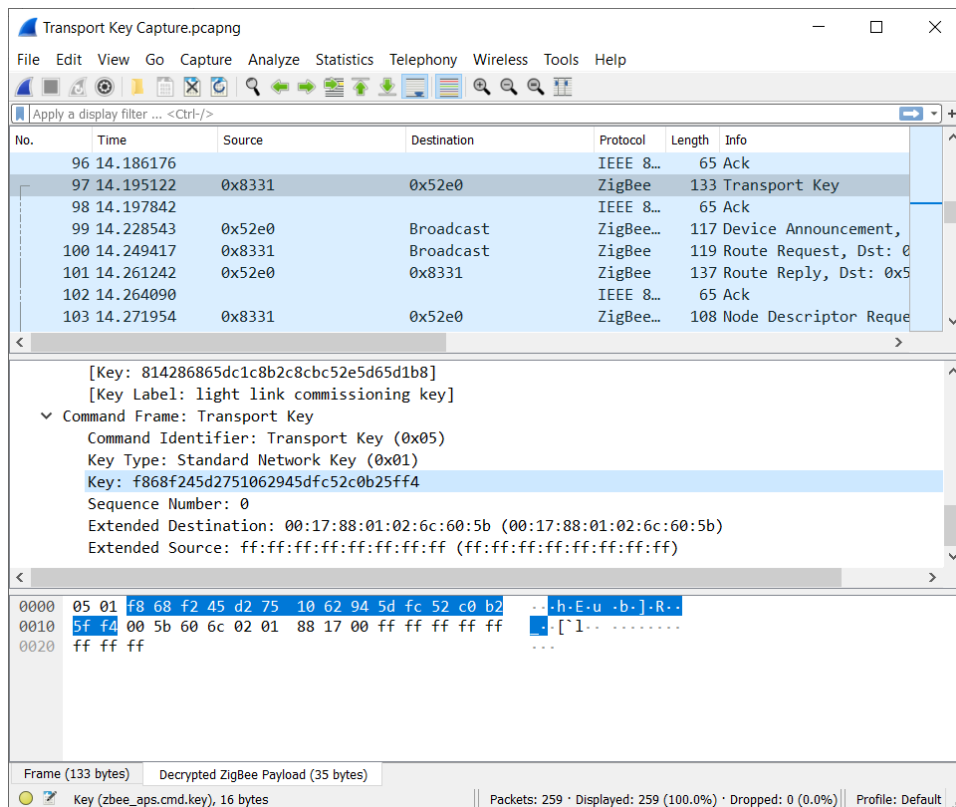 Transport Key Capture.pcapng
File Edit View Go Capture Analyze Statistics Telephony Wireless Tools Help
Apply a display filter ... <Ctrl-/>
No. Time Source Destination Protocol Length Info
96 14.186176 IEEE 8… 65 Ack
97 14.195122 0x8331 0x52e0 ZigBee 133 Transport Key
98 14.197842 IEEE 8… 65 Ack
99 14.228543 0x52e0 Broadcast ZigBee… 117 Device Announcement,
100 14.249417 0x8331 Broadcast ZigBee 119 Route Request, Dst: 0
101 14.261242 0x52e0 0x8331 ZigBee 137 Route Reply, Dst: 0x5
102 14.264090 IEEE 8… 65 Ack
103 14.271954 0x8331 0x52e0 ZigBee… 108 Node Descriptor Reque
[Key: 814286865dc1c8b2c8cbc52e5d65d1b8]
[Key Label: light link commissioning key]
Command Frame: Transport Key
Command Identifier: Transport Key (0x05)
Key Type: Standard Network Key (0x01)
Key: f868f245d2751062945dfc52c0b25ff4
Sequence Number: 0
Extended Destination: 00:17:88:01:02:6c:60:5b (00:17:88:01:02:6c:60:5b)
Extended Source: ff:ff:ff:ff:ff:ff:ff:ff (ff:ff:ff:ff:ff:ff:ff:ff)
0000 05 01 f8 68 f2 45 d2 75 10 62 94 5d fc 52 c0 b2 ···h·E·u ·b·]·R··
0010 5f f4 00 5b 60 6c 02 01 88 17 00 ff ff ff ff ff _··[`l·· ········
0020 ff ff ff ···
Frame (133 bytes) Decrypted ZigBee Payload (35 bytes)
Key (zbee_aps.cmd.key), 16 bytes Packets: 259 · Displayed: 259 (100.0%) · Dropped: 0 (0.0%) Profile: Default